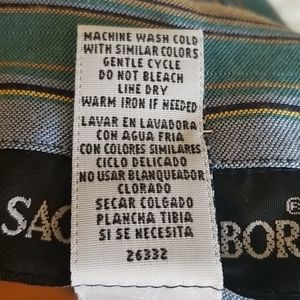 MACHINE WASH COLD
WITH SIMILAR COLORS
GENTLE CYCLE
DO NOT BLEACH
LINE DRY
WARM IRON IF NEEDED
LAVAR EN LAVADORA
CON AGUA FRIA
CON COLORES SIMILARES
CICLO DELICADO
NO USAR BLANQUEADOR
CLORADO
SECAR COLGADO
PLANCHA TIBIA
SI SE NECESITA
26332
BOR®